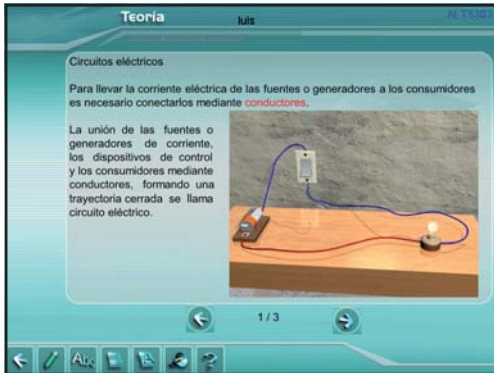 Teoría
luis
Circuitos eléctricos
Para llevar la corriente eléctrica de las fuentes o generadores a los consumidores
es necesario conectarlos mediante conductores.
La unión de las fuentes o
generadores de corriente,
los dispositivos de control
y los consumidores mediante
conductores, formando una
trayectoria cerrada se llama
circuito eléctrico.
1 / 3
Abc
?